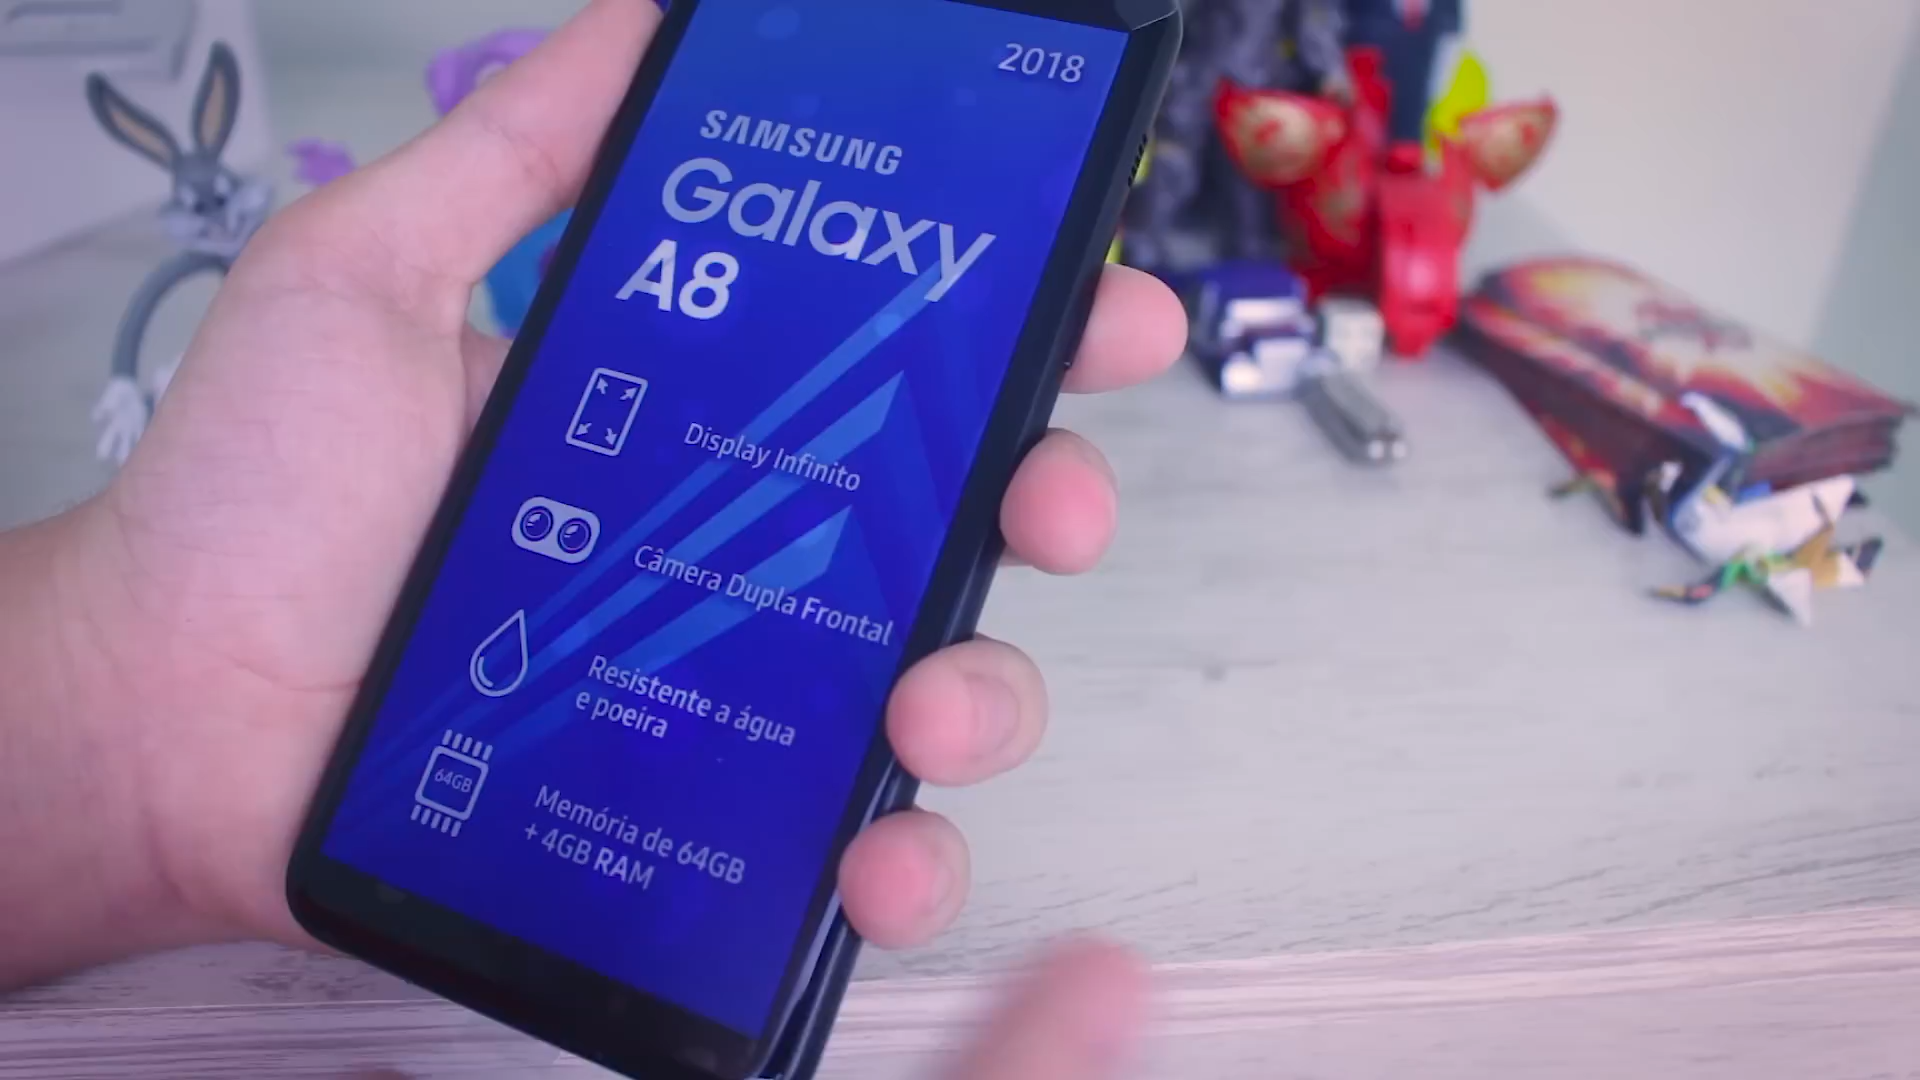 2018
SAMSUNG
Galaxy
A8
Display Infinito
Câmera Dupla Frontal
Resistente a água
e poeira
64GB
Memória de 64GB
+ 4GB RAM